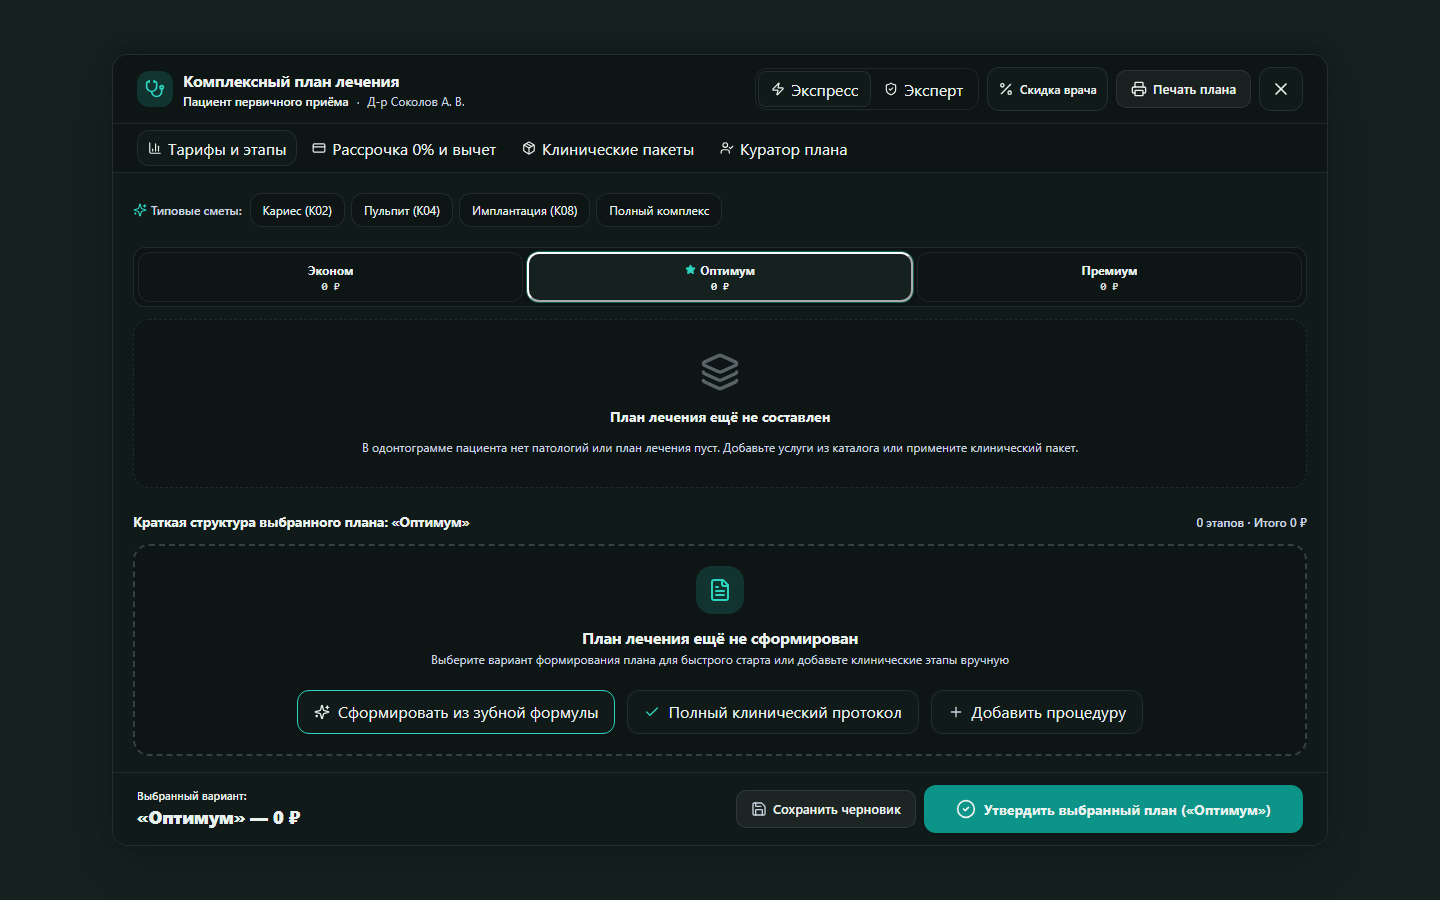 Комплексный план лечения
Пациент первичного приёма · Д-р Соколов А. В.
Экспресс
Эксперт
Скидка врача
Печать плана
Тарифы и этапы
Рассрочка 0% и вычет
Клинические пакеты
Куратор плана
Типовые сметы:
Кариес (К02)
Пульпит (К04)
Имплантация (К08)
Полный комплекс
Эконом
0 ₽
Оптимум
0 ₽
Премиум
0 ₽
План лечения ещё не составлен
В одонтограмме пациента нет патологий или план лечения пуст. Добавьте услуги из каталога или примените клинический пакет.
Краткая структура выбранного плана: «Оптимум»
0 этапов · Итого 0 ₽
План лечения ещё не сформирован
Выберите вариант формирования плана для быстрого старта или добавьте клинические этапы вручную
Сформировать из зубной формулы
Полный клинический протокол
Добавить процедуру
Выбранный вариант:
«Оптимум» — 0 ₽
Сохранить черновик
Утвердить выбранный план («Оптимум»)